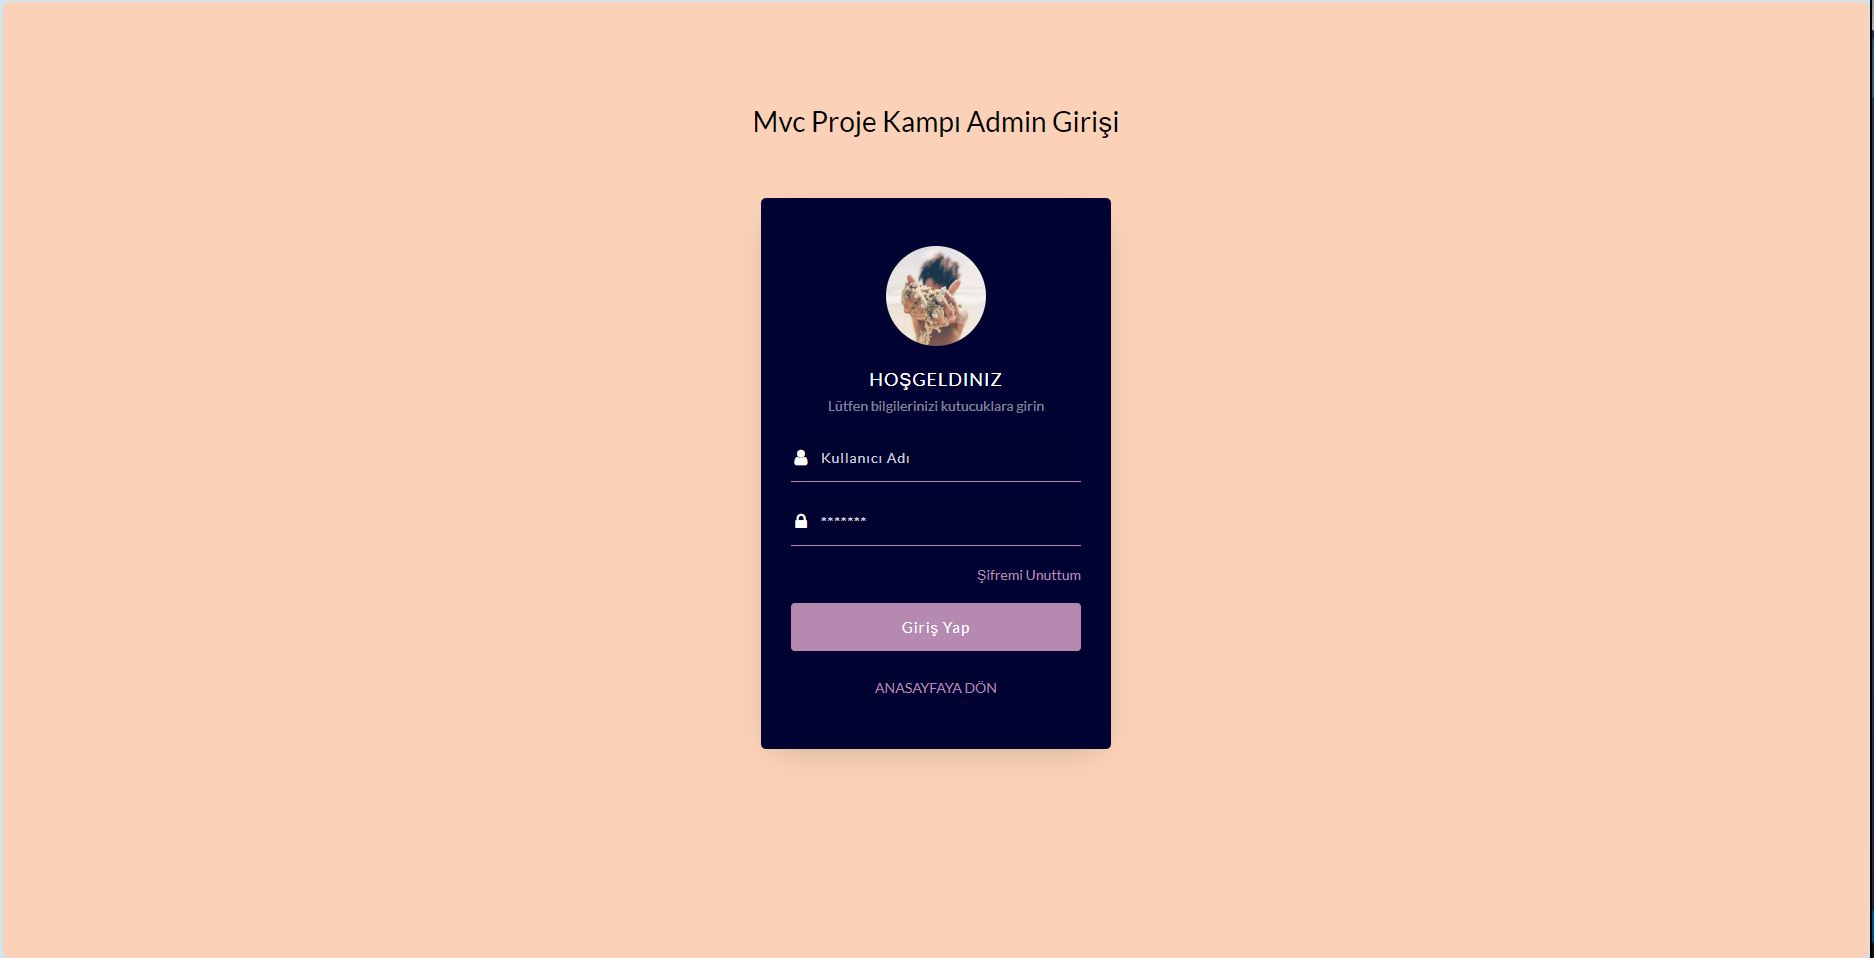 Mvc Proje Kampı Admin Girişi
HOŞGELDINIZ
Lütfen bilgilerinizi kutucuklara girin
Kullanıcı Adı
*******
Şifremi Unuttum
Giriş Yap
ANASAYFAYA DÖN